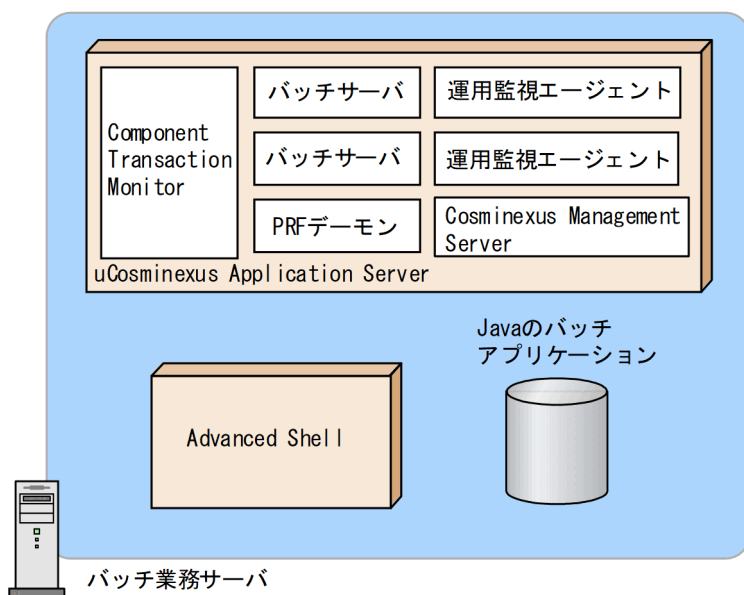 Component
Transaction
Monitor
バッチサーバ
運用監視エージェント
バッチサーバ
運用監視エージェント
PRFデーモン
Cosminexus Management
Server
uCosminexus Application Server
Javaのバッチ
アプリケーション
Advanced Shell
バッチ業務サーバ